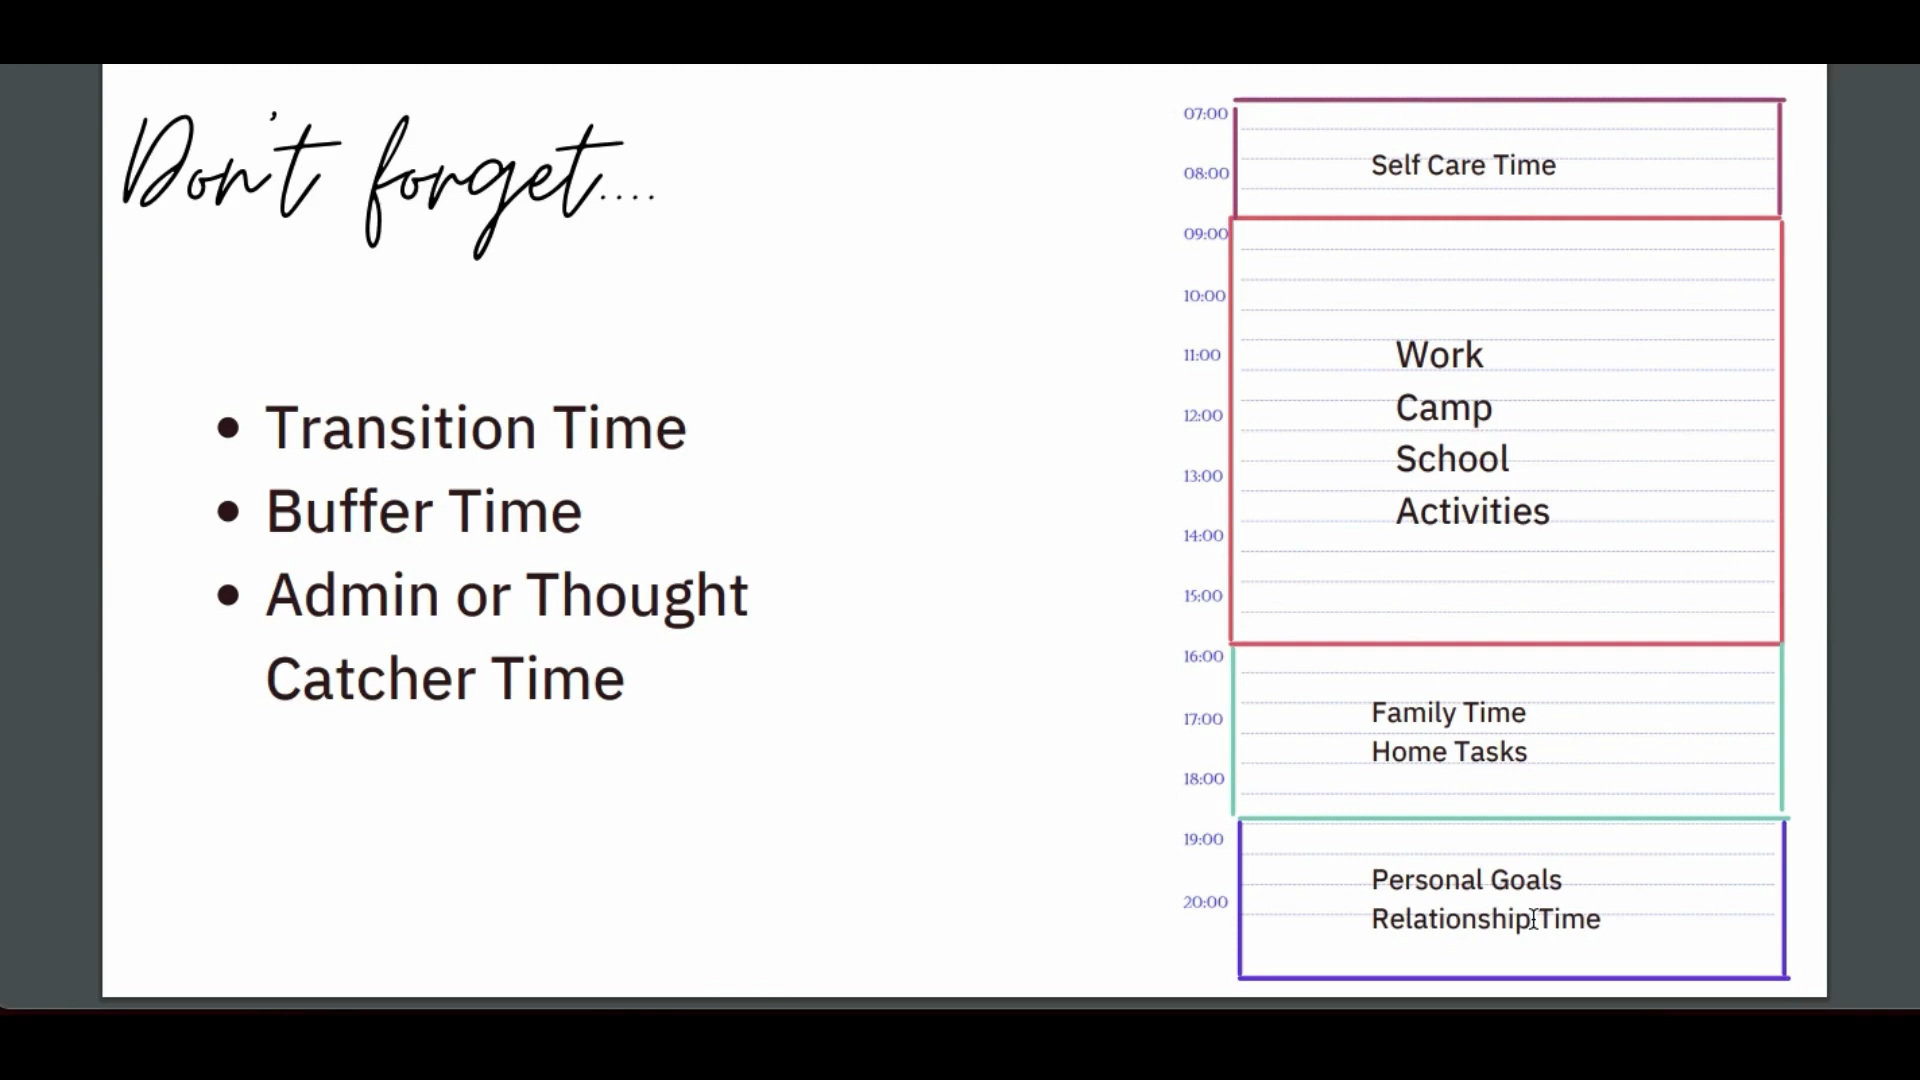 Don't forget....
• Transition Time
• Buffer Time
• Admin or Thought
Catcher Time
07:00
Self Care Time
08:00
09:00
10:00
11:00
Work
Camp
12:00
School
13:00
Activities
14:00
15:00
16:00
Family Time
17:00
Home Tasks
18:00
19:00
Personal Goals
20:00
Relationship Time